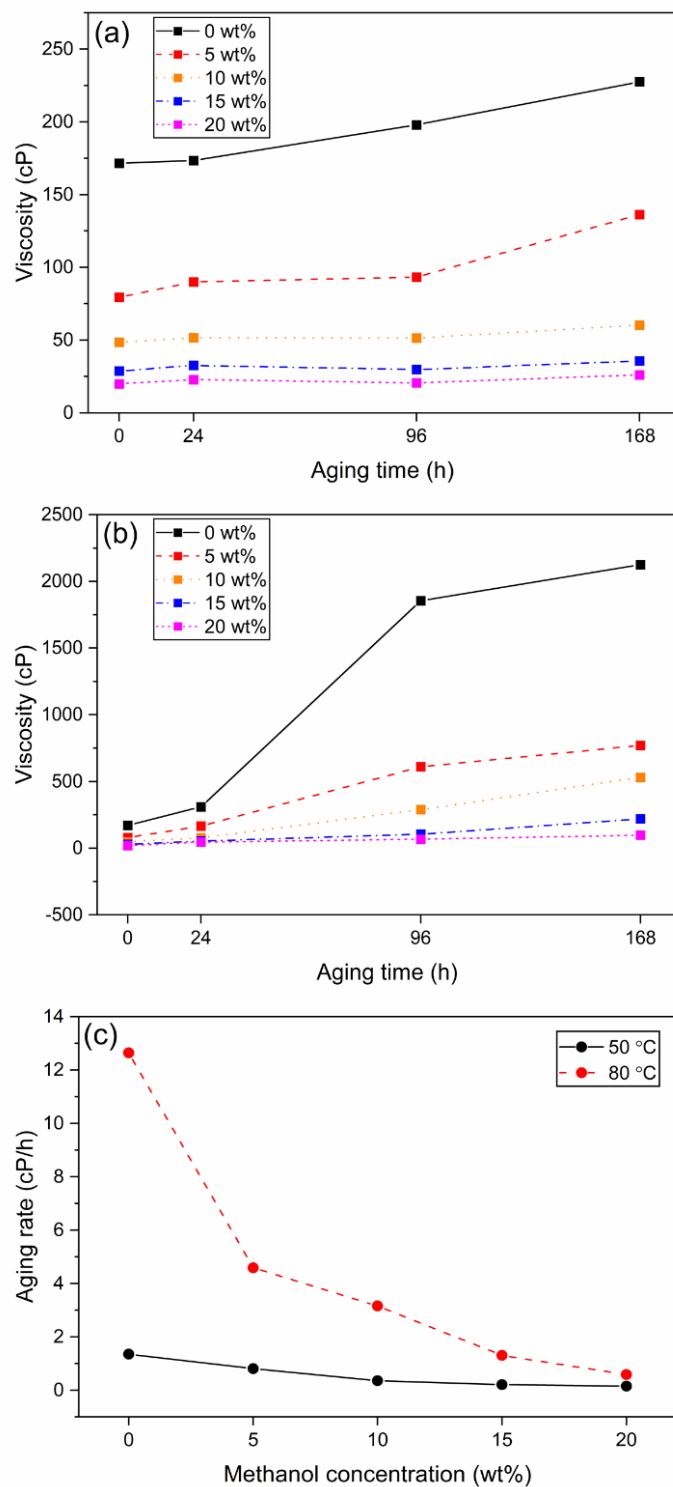 (a)
0 wt%
5 wt%
10 wt%
15 wt%
20 wt%
250
200
150
100
50
0
Viscosity (cP)
0 24 96 168
Aging time (h)
(b)
0 wt%
5 wt%
10 wt%
15 wt%
20 wt%
2500
2000
1500
1000
500
0
-500
Viscosity (cP)
0 24 96 168
Aging time (h)
(c)
50 °C
80 °C
14
12
10
8
6
4
2
0
Aging rate (cP/h)
0 5 10 15 20
Methanol concentration (wt%)